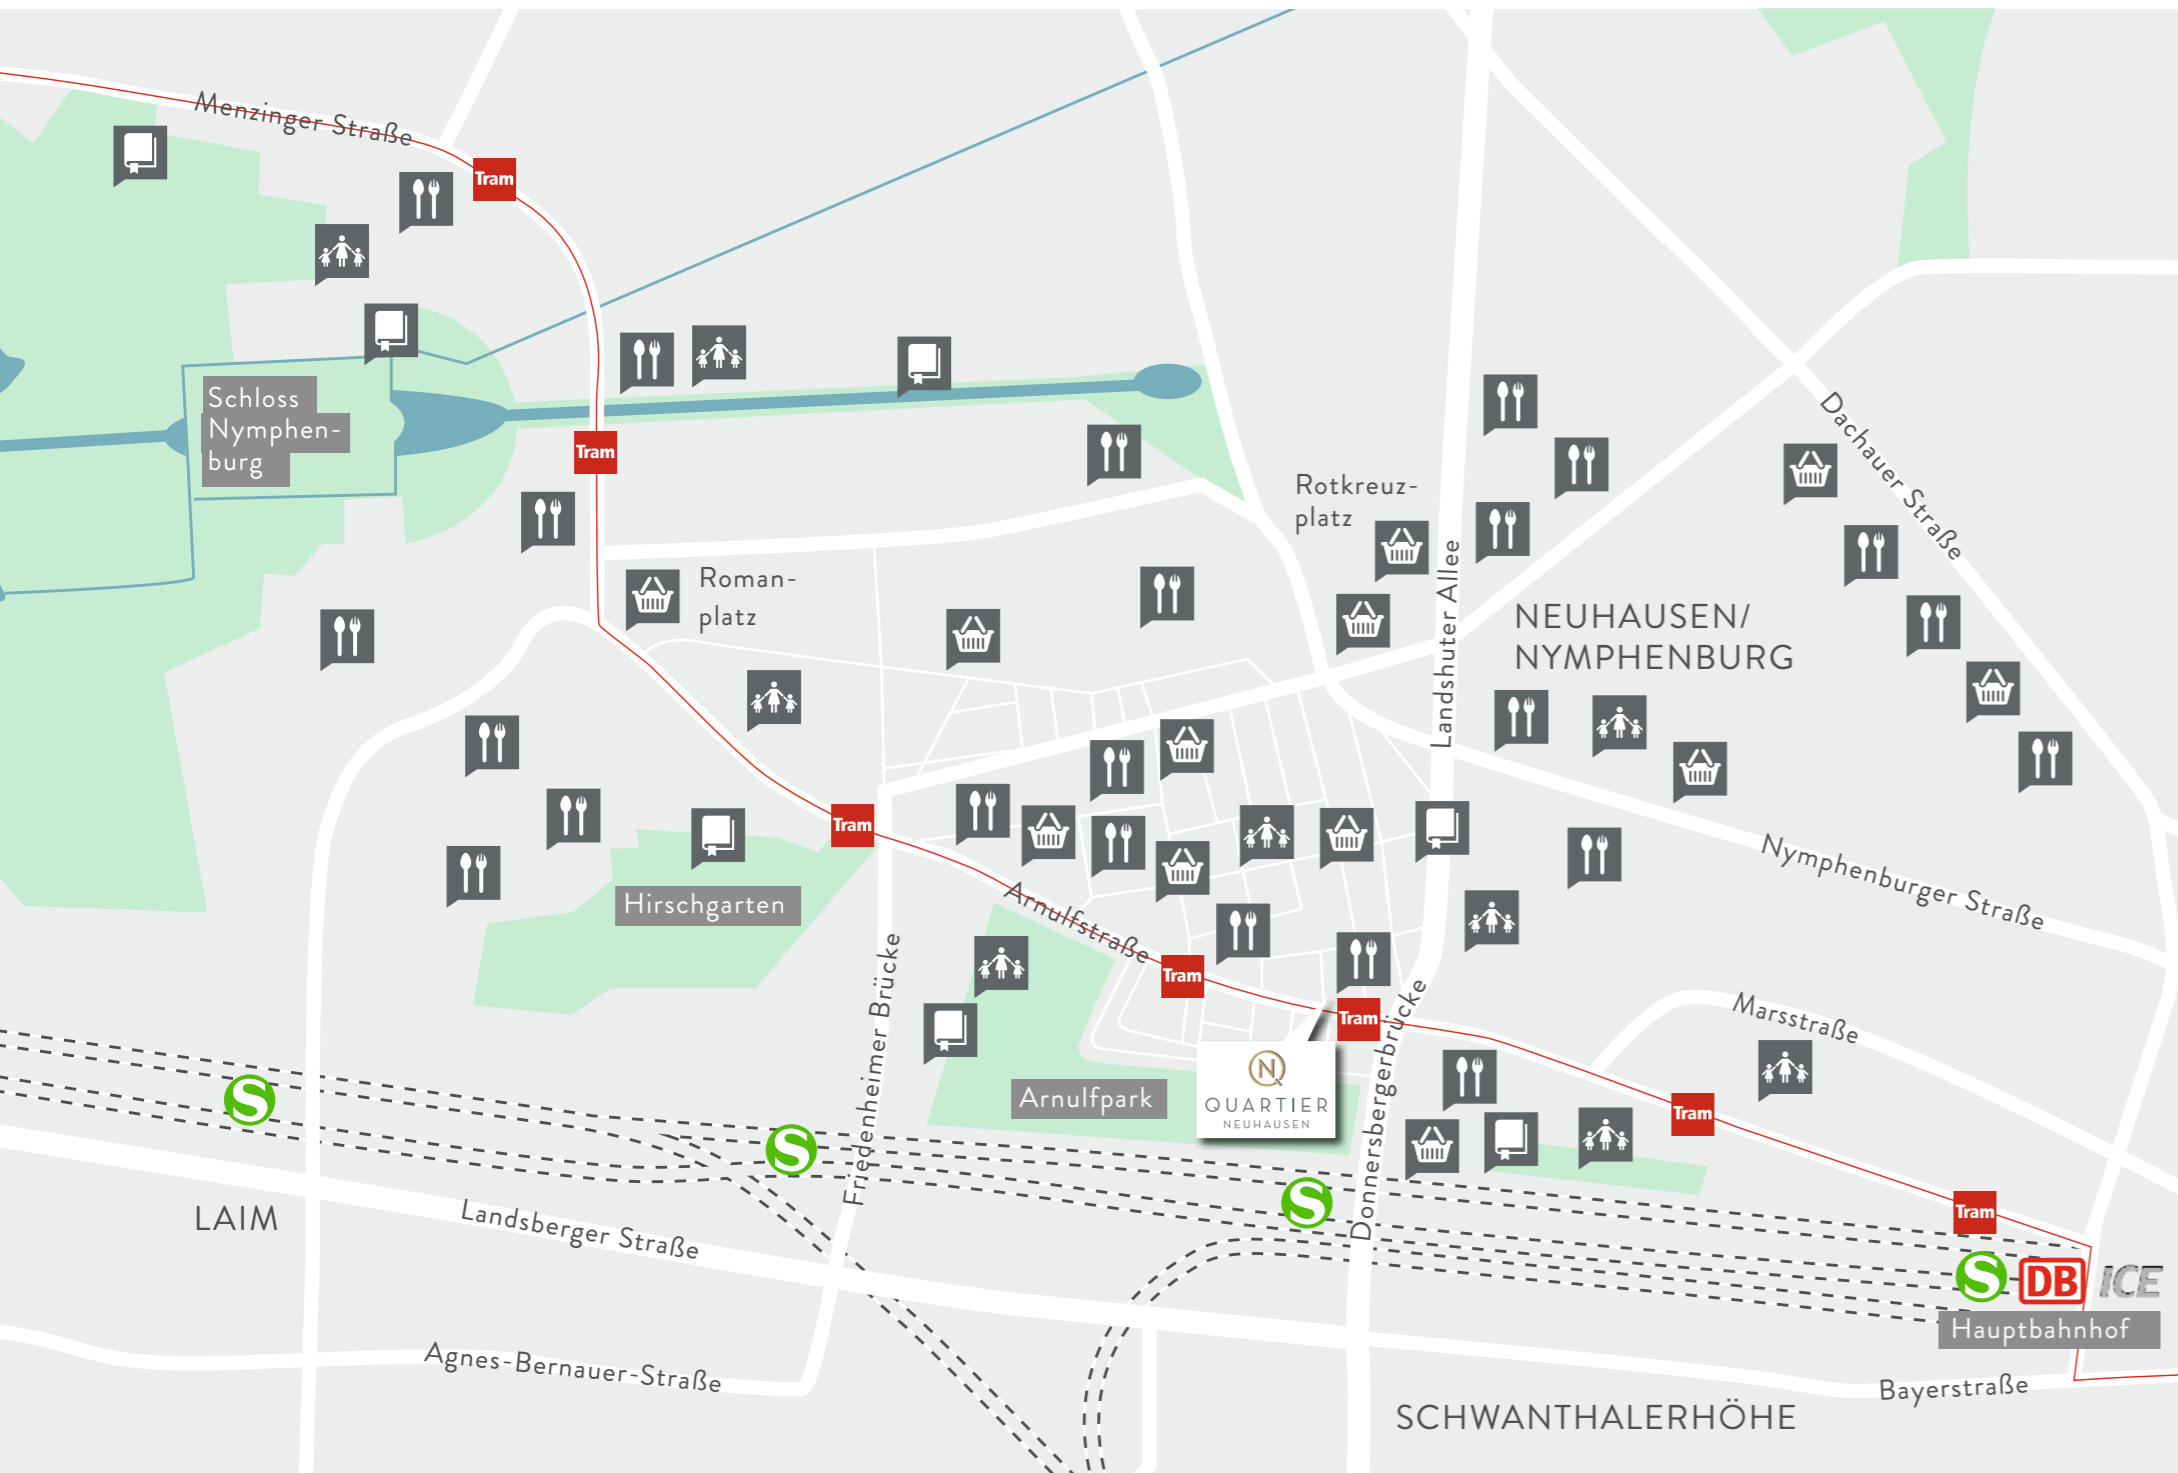 Menzinger Straße
Tram
Schloss
Nymphen-
burg
Tram
Dachauer Straße
Rotkreuz-
platz
Landshuter Allee
Roman-
platz
NEUHAUSEN/
NYMPHENBURG
Tram
Hirschgarten
Arnulfstraße
Nymphenburger Straße
Tram
Tram
Friedenheimer Brücke
Donnersbergerbrücke
Marsstraße
Arnulfpark
N
QUARTIER
NEUHAUSEN
S
Tram
S
S
LAIM
Landsberger Straße
Tram
S DB ICE
Hauptbahnhof
Agnes-Bernauer-Straße
Bayerstraße
SCHWANTHALERHÖHE